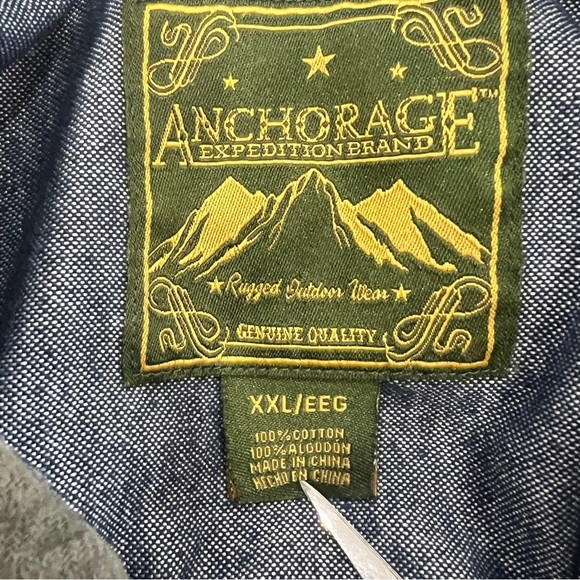 ANCHORAGE™
EXPEDITION BRAND
Rugged Outdoor Wear
GENUINE QUALITY
XXL/EEG
100% COTTON
100% ALGODÓN
MADE IN CHINA
HECHO EN CHINA